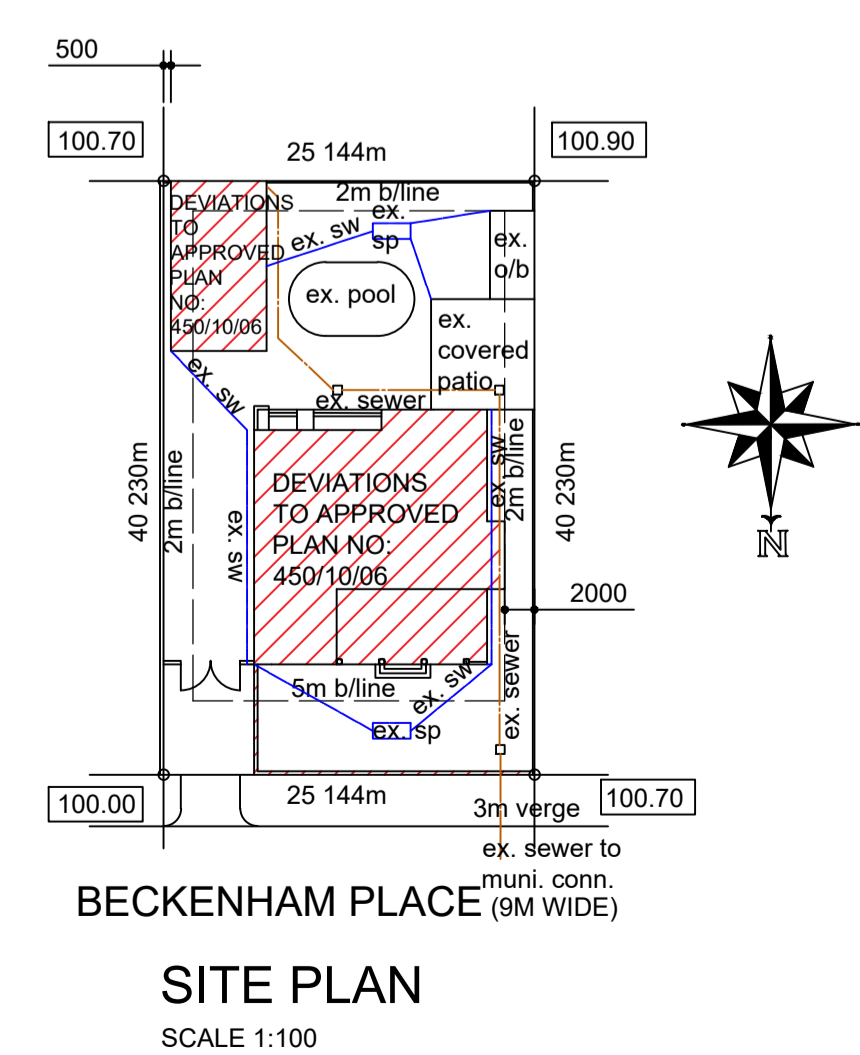 500
100.70
25 144m
100.90
2m b/line
DEVIATIONS
TO
APPROVED
PLAN
NO:
450/10/06
ex. sw
ex.
sp
ex.
o/b
ex. pool
ex.
covered
patio
ex. sw
ex. sewer
40 230m
2m b/line
ex. sw
DEVIATIONS
TO APPROVED
PLAN NO:
450/10/06
ex. sw
2m b/line
40 230m
N
2000
5m b/line
ex. sw
ex. sewer
ex. sp
100.00
25 144m
3m verge
100.70
ex. sewer to
muni. conn.
BECKENHAM PLACE (9M WIDE)
SITE PLAN
SCALE 1:100